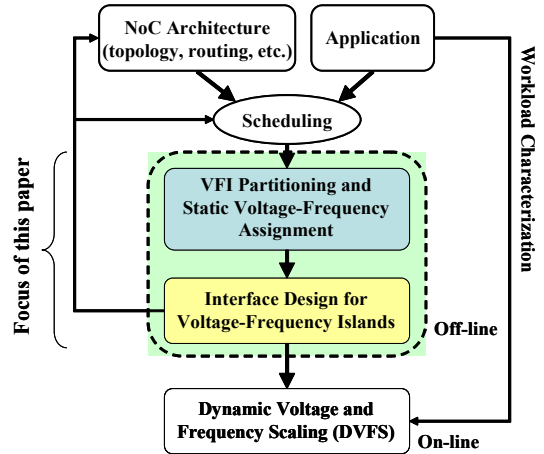 NoC Architecture
(topology, routing, etc.)
Application
Scheduling
VFI Partitioning and
Static Voltage-Frequency
Assignment
Interface Design for
Voltage-Frequency Islands
Off-line
Dynamic Voltage and
Frequency Scaling (DVFS)
On-line
Focus of this paper
Workload Characterization